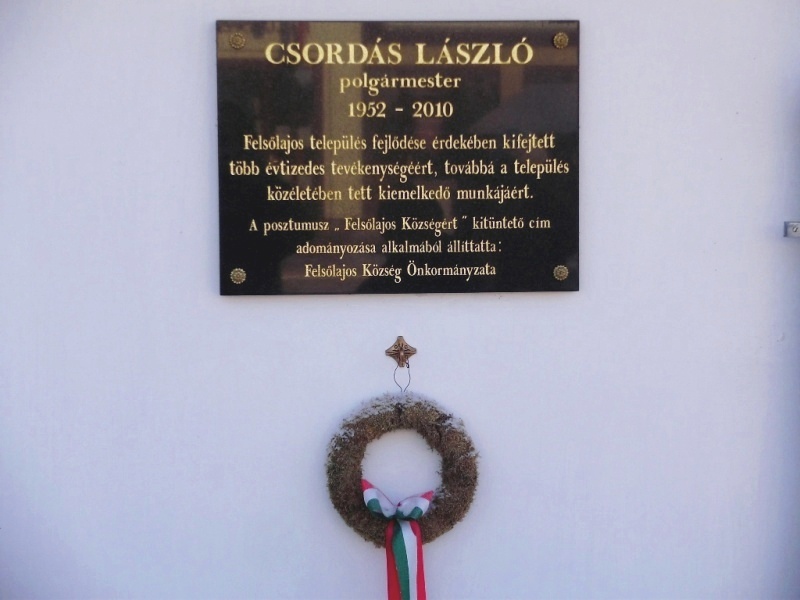 CSORDÁS LÁSZLÓ
polgármester
1952 - 2010
Felsőlajos település fejlődése érdekében kifejtett
több évtizedes tevékenységéért, továbbá a település
közéletében tett kiemelkedő munkájáért.
A posztumusz „Felsőlajos Községért" kitüntető cím
adományozása alkalmából állíttatta:
Felsőlajos Község Önkormányzata